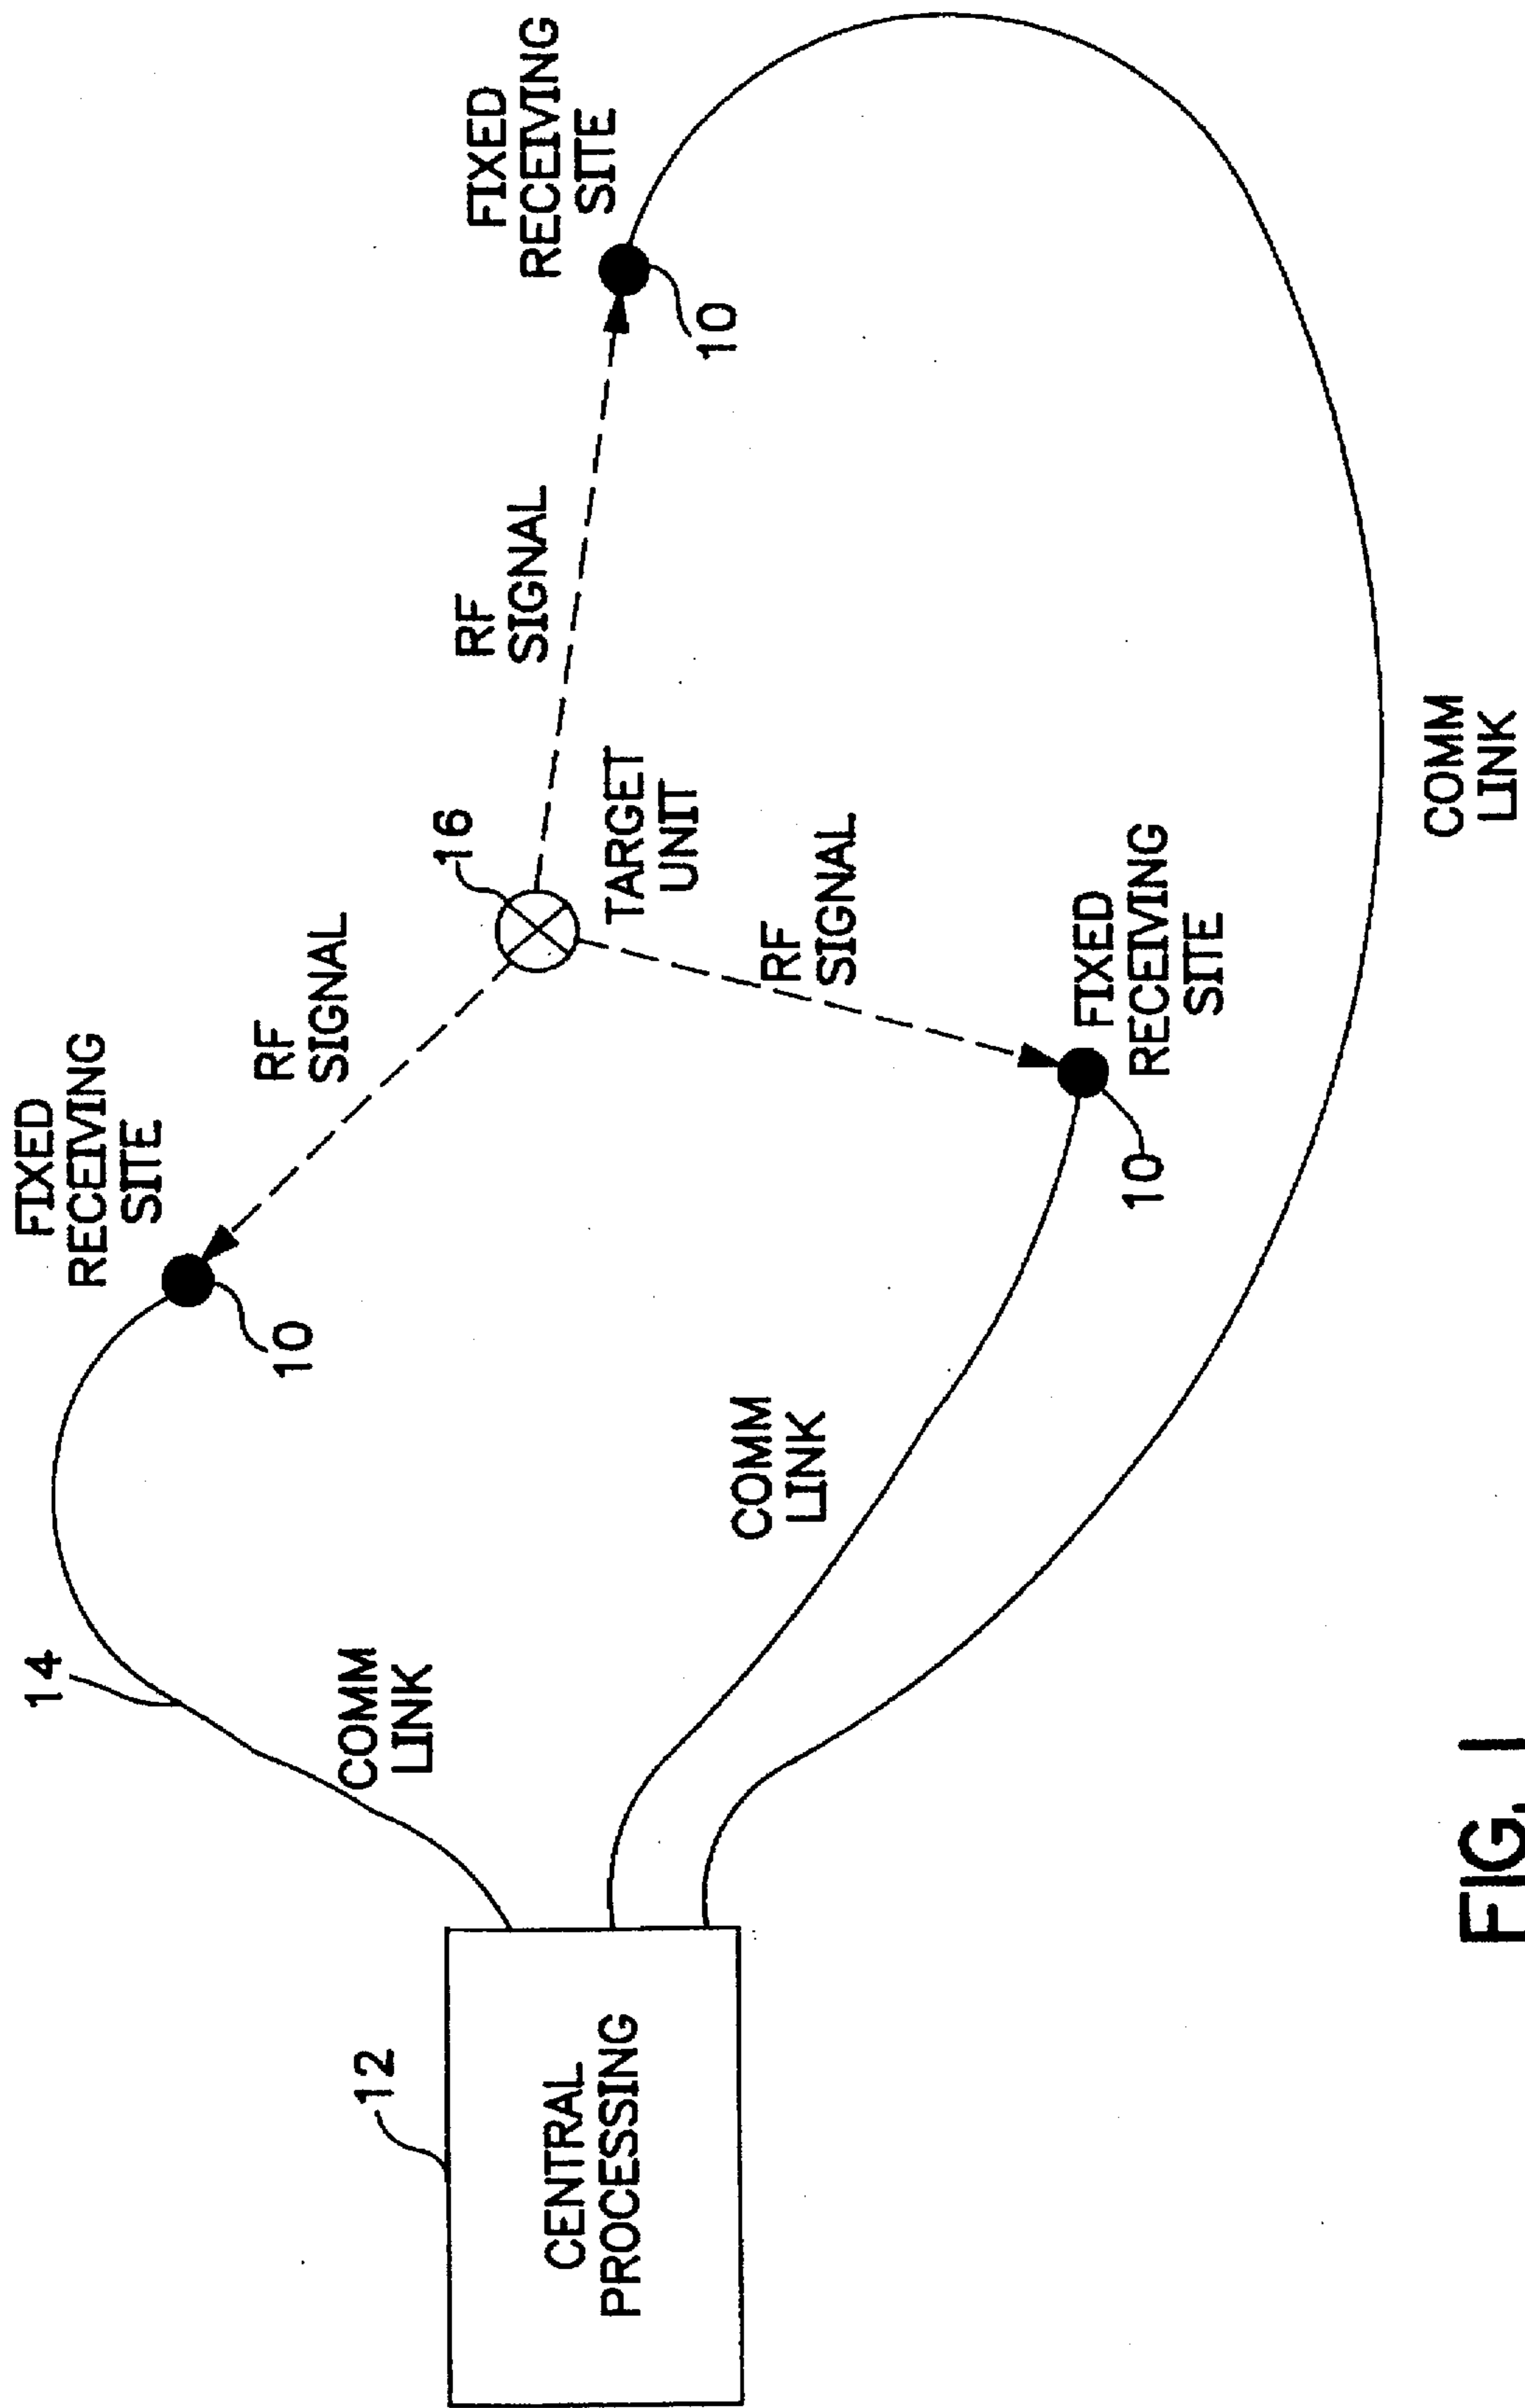 FIXED
RECEIVING
SITE
10
14
COMM
LINK
RF
SIGNAL
16
TARGET
UNIT
RF
SIGNAL
FIXED
RECEIVING
SITE
10
RF
SIGNAL
FIXED
RECEIVING
SITE
10
12
CENTRAL
PROCESSING
COMM
LINK
COMM
LINK
FIG. 1